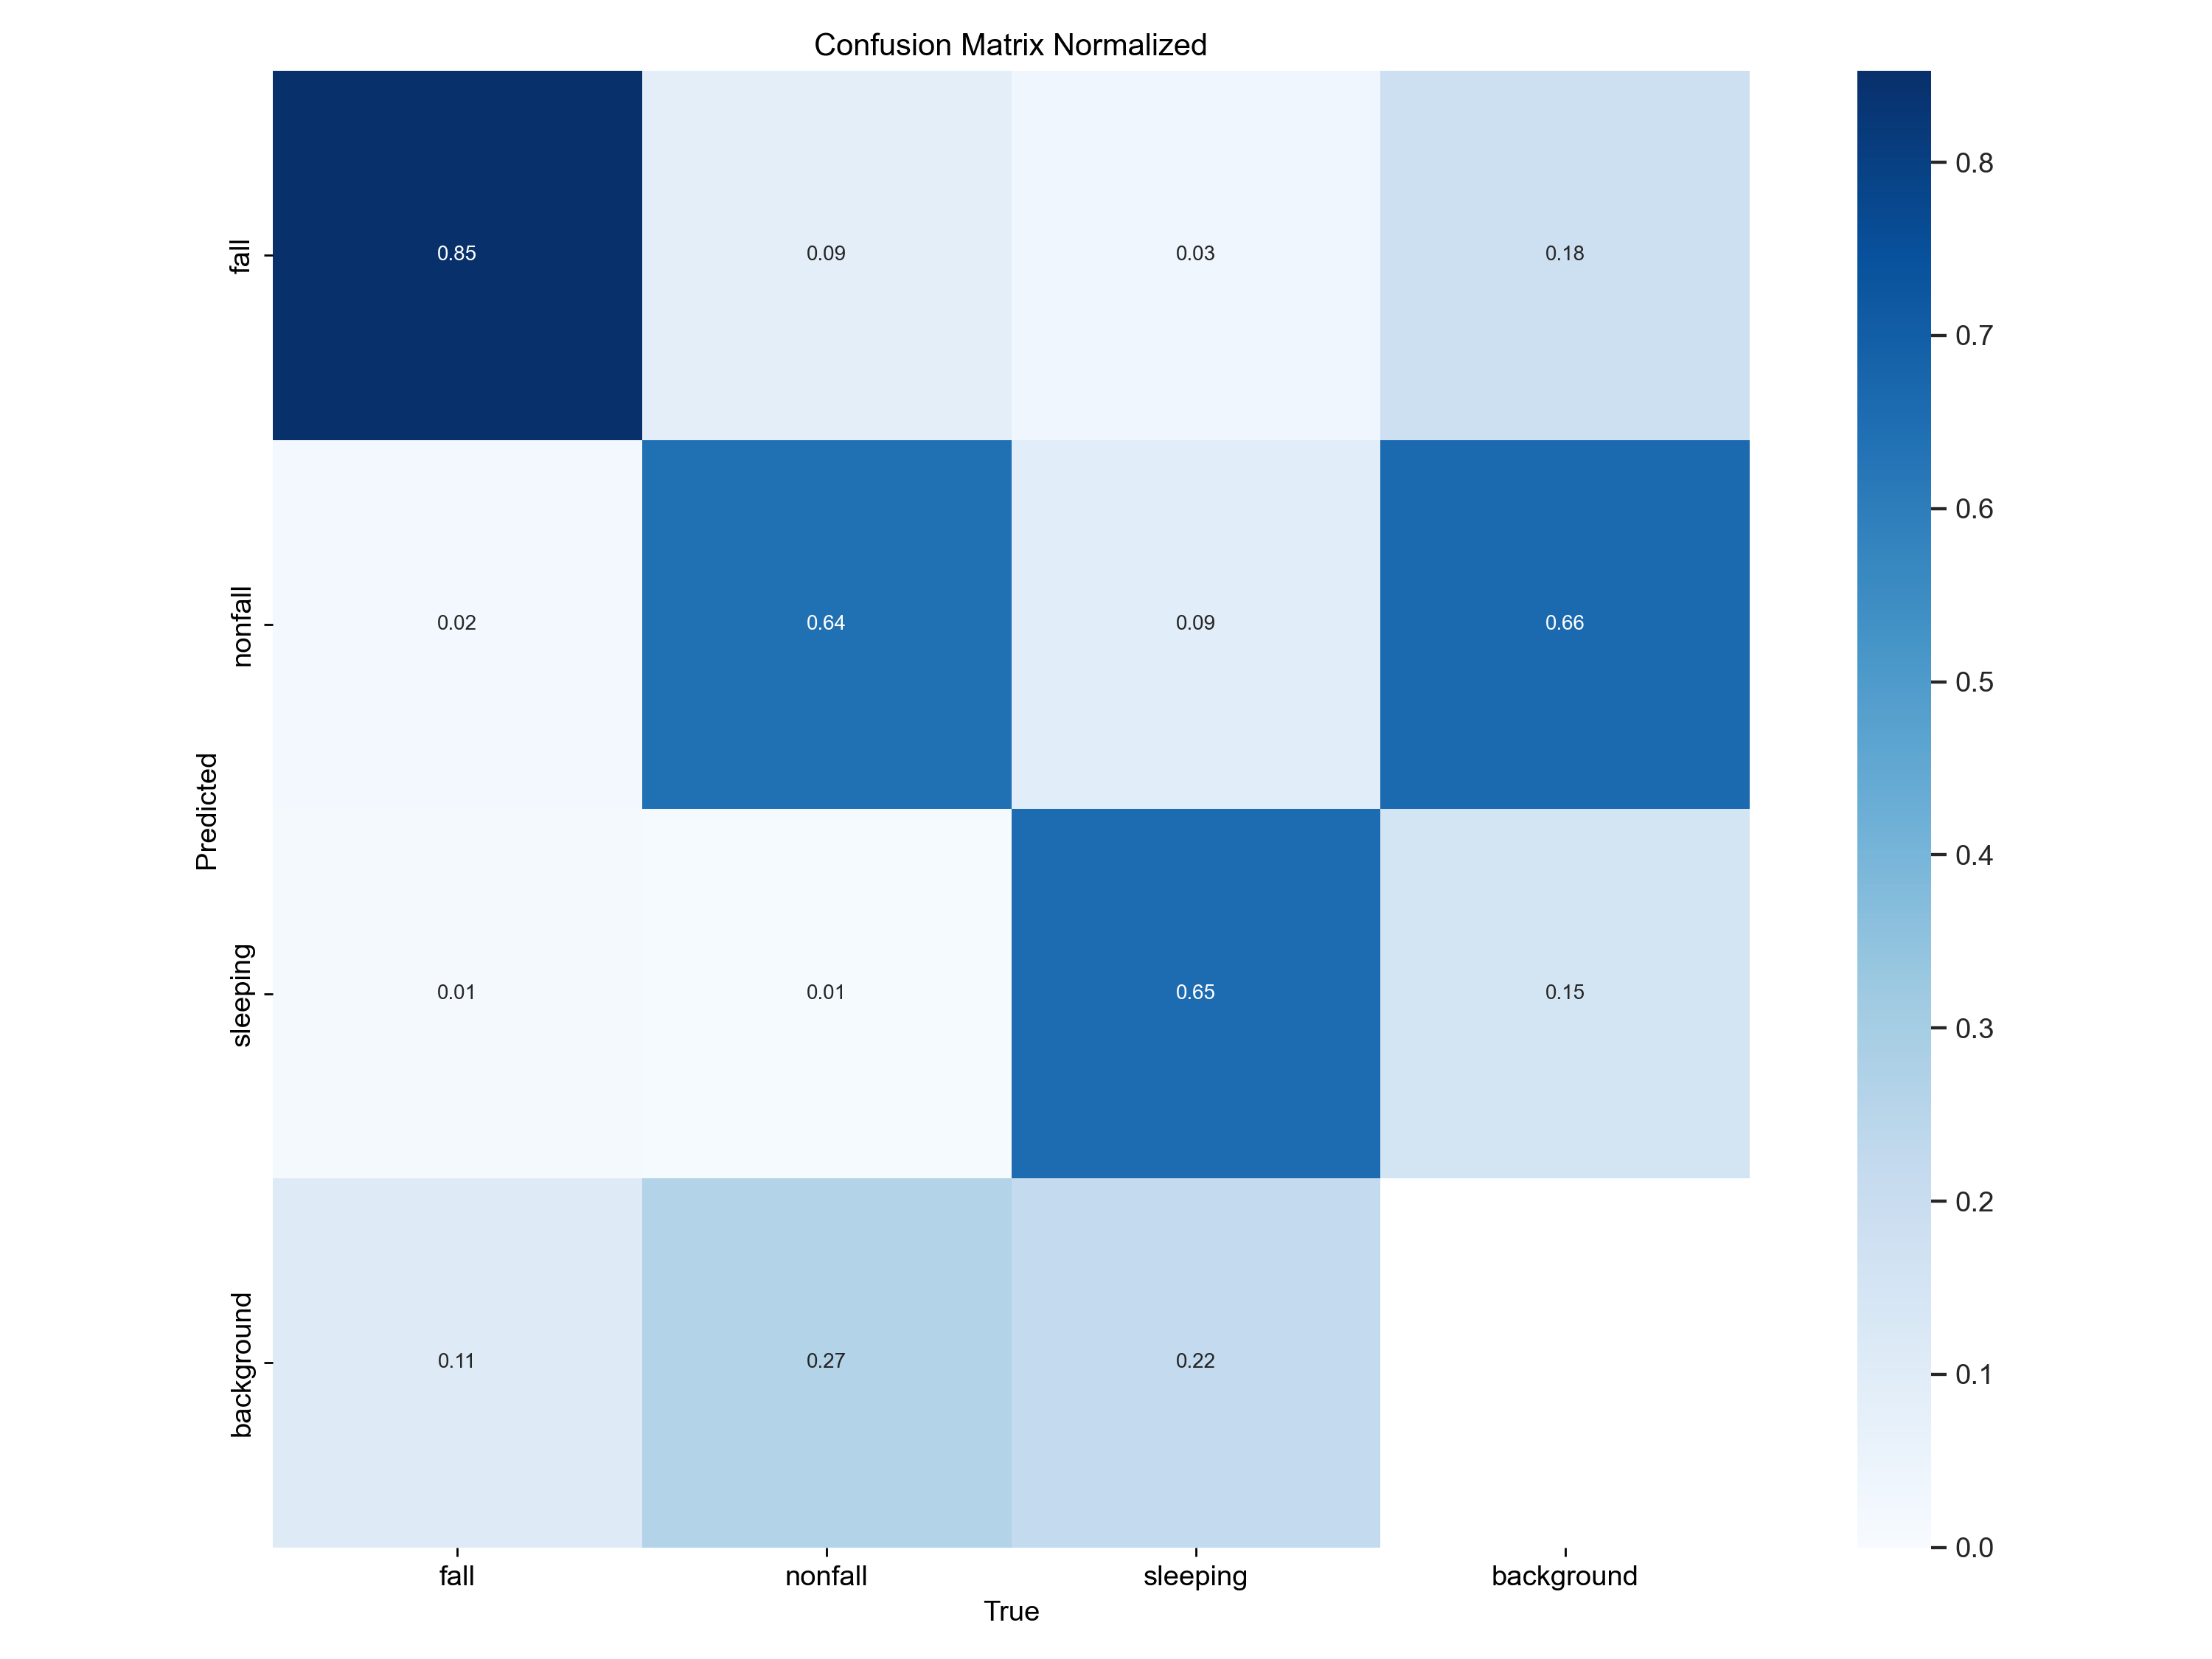 Confusion Matrix Normalized
fall
0.85
0.09
0.03
0.18
nonfall
0.02
0.64
0.09
0.66
sleeping
0.01
0.01
0.65
0.15
background
0.11
0.27
0.22
Predicted
fall
nonfall
sleeping
background
True
0.8
0.7
0.6
0.5
0.4
0.3
0.2
0.1
0.0